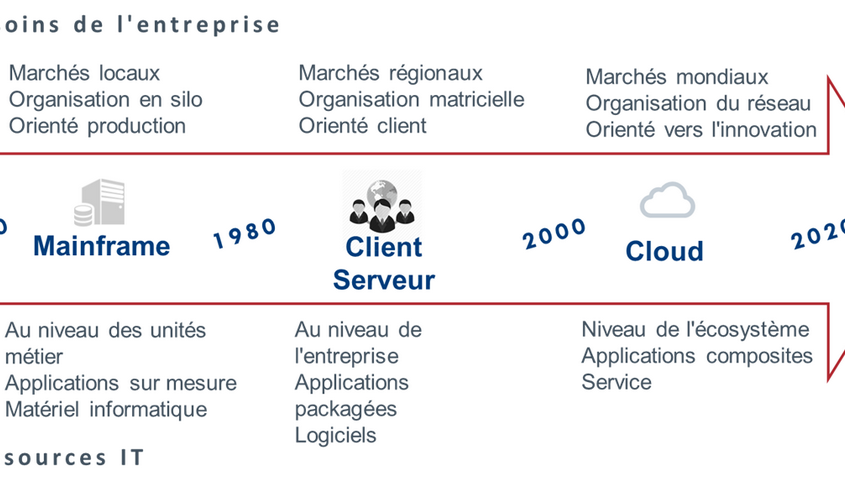 oins de l'entreprise
Marchés locaux
Organisation en silo
Orienté production
Marchés régionaux
Organisation matricielle
Orienté client
Marchés mondiaux
Organisation du réseau
Orienté vers l'innovation
0
Mainframe
1980
Client
Serveur
2000
Cloud
2020
Au niveau des unités
métier
Applications sur mesure
Matériel informatique
Au niveau de
l'entreprise
Applications
packagées
Logiciels
Niveau de l'écosystème
Applications composites
Service
sources IT